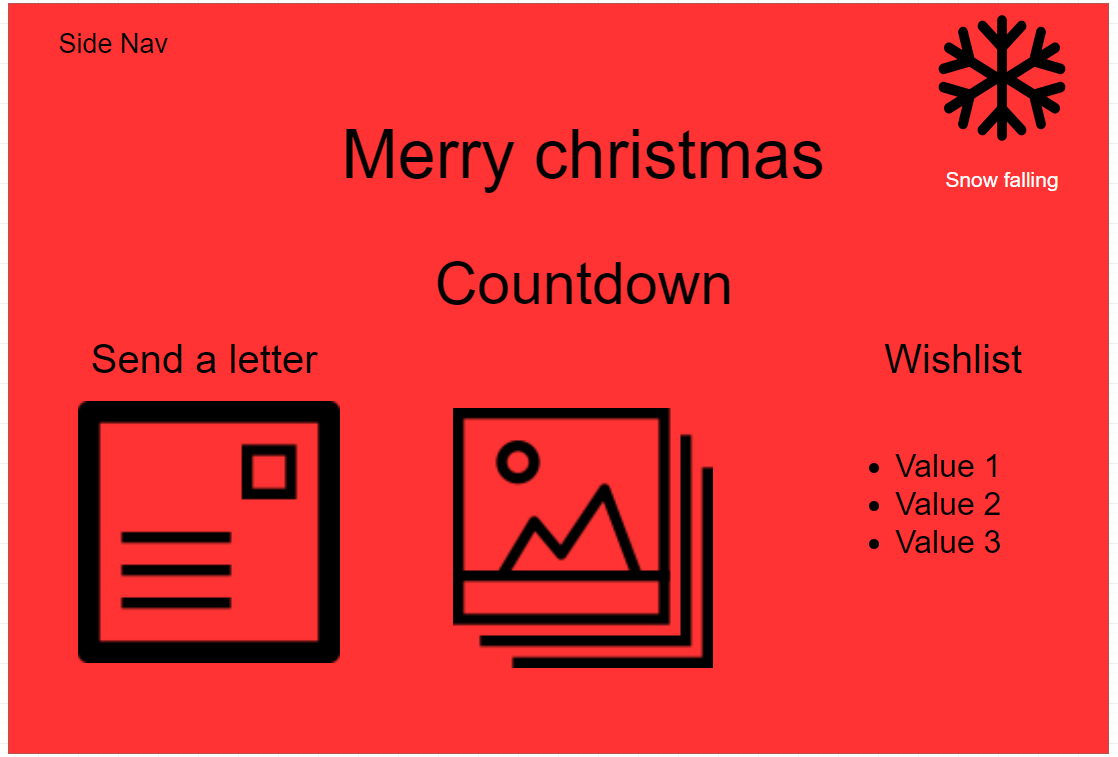 Side Nav
Merry christmas
Snow falling
Countdown
Send a letter
Wishlist
Value 1
Value 2
Value 3